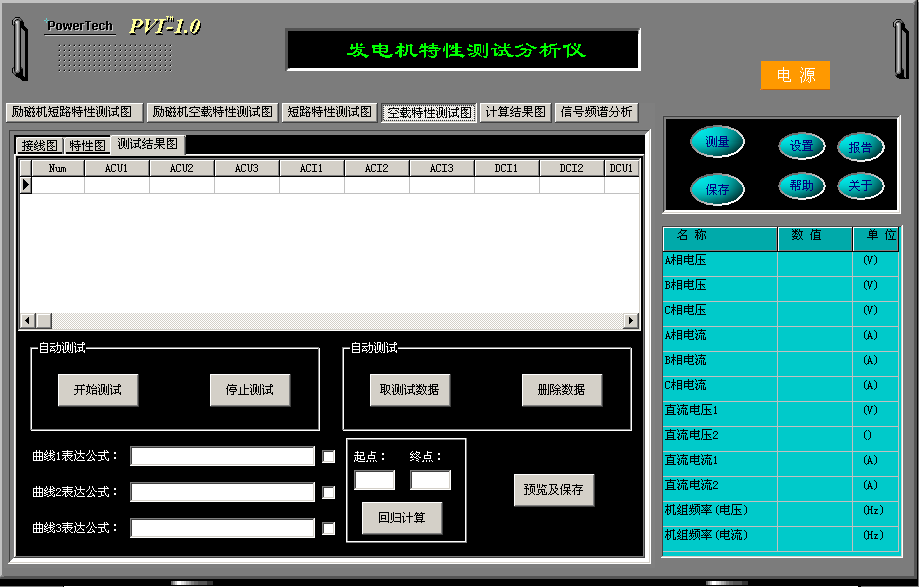 PowerTech PVI™-1.0
发电机特性测试分析仪
电 源
励磁机短路特性测试图 励磁机空载特性测试图 短路特性测试图 空载特性测试图 计算结果图 信号频谱分析
接线图 特性图 测试结果图
Num ACU1 ACU2 ACU3 ACI1 ACI2 ACI3 DCI1 DCI2 DCU1
自动测试
开始测试 停止测试
自动测试
取测试数据 删除数据
曲线1表达公式：
曲线2表达公式：
曲线3表达公式：
起点： 终点：
回归计算
预览及保存
测量 设置 报告
保存 帮助 关于
名 称 数 值 单 位
A相电压 (V)
B相电压 (V)
C相电压 (V)
A相电流 (A)
B相电流 (A)
C相电流 (A)
直流电压1 (V)
直流电压2 ()
直流电流1 (A)
直流电流2 (A)
机组频率(电压) (Hz)
机组频率(电流) (Hz)